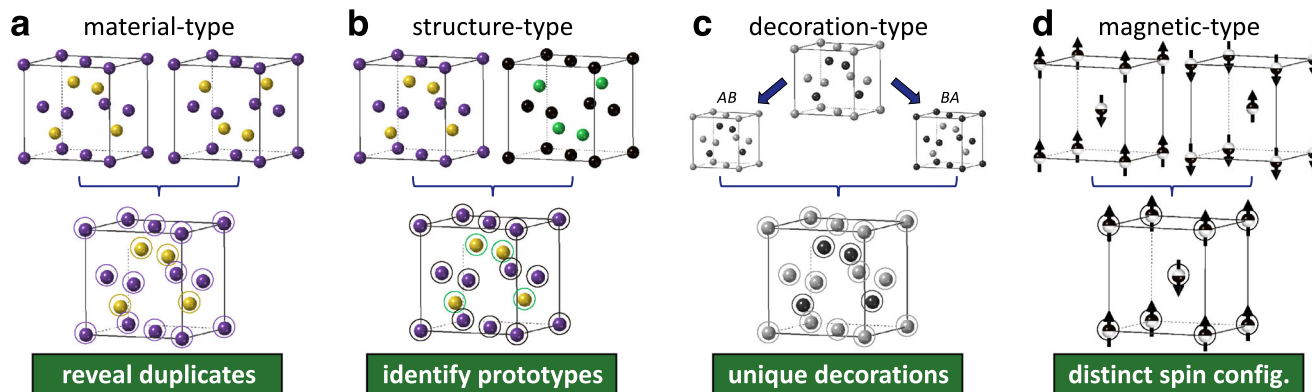 a material-type
b structure-type
c decoration-type
d magnetic-type
AB
BA
reveal duplicates
identify prototypes
unique decorations
distinct spin config.